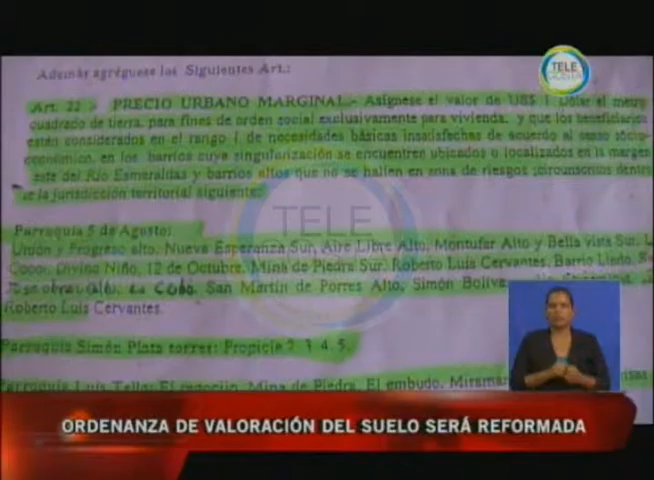 Además agréguese los Siguientes Art.:
TELE
Art. 22.- PRECIO URBANO MARGINAL.- Asígnese el valor de US$ 1 Dólar el metro
cuadrado de tierra, para fines de orden social exclusivamente para vivienda, y que los beneficiarios
están considerados en el rango de necesidades básicas insatisfechas de acuerdo al censo socio-
económico, en los barrios cuya singularización se encuentren ubicados o localizados en la margen
este del Río Esmeraldas y barrios altos que no se hallen en zona de riesgos circunscritos dentro
de la jurisdicción territorial siguiente:
TELE
Parroquia 5 de Agosto:
Unión y Progreso alto, Nueva Esperanza Sur, Aire Libre Alto, Montufar Alto y Bella vista Sur, L
Divino Niño, 12 de Octubre, Mina de Piedra Sur, Roberto Luis Cervantes, Barrio Lindo, S
San Martín de Porres Alto, Simón Bolívar
Roberto Luis Cervantes.
Parroquia Simón Plata torres: Propicia 2, 3, 4, 5,
Parroquia Luis Tello: El regocijo, Mina de Piedra, El embudo, Miramar
ORDENANZA DE VALORACIÓN DEL SUELO SERÁ REFORMADA